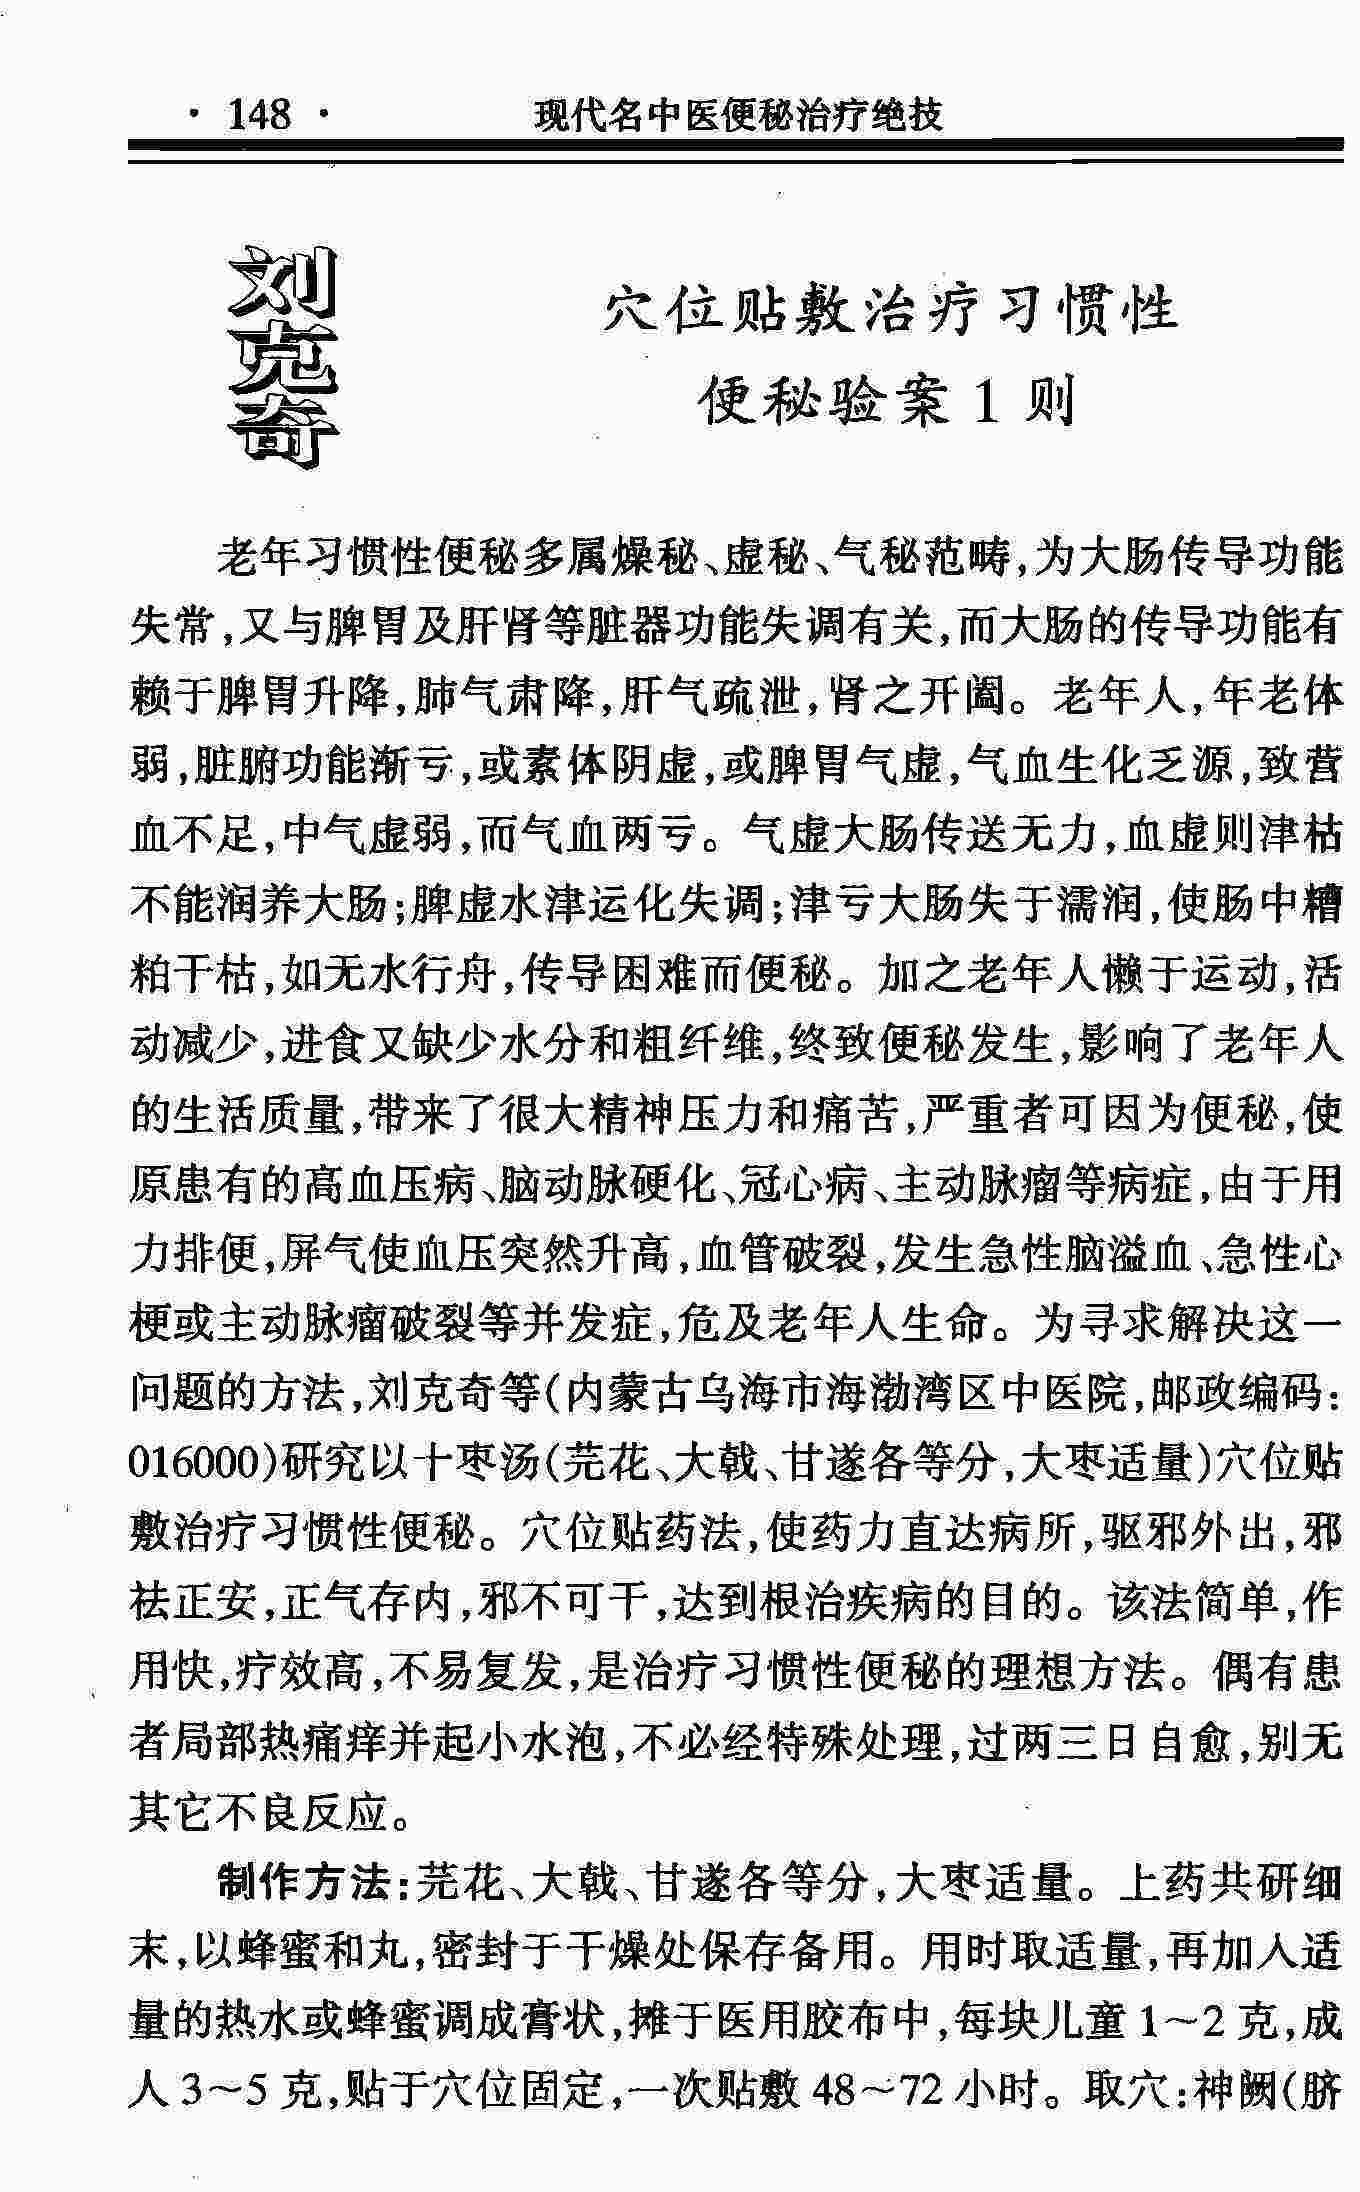 · 148 ·
现代名中医便秘治疗绝技
刘克奇
穴位贴敷治疗习惯性
便秘验案 1 则
老年习惯性便秘多属燥秘、虚秘、气秘范畴,为大肠传导功能
失常,又与脾胃及肝肾等脏器功能失调有关,而大肠的传导功能有
赖于脾胃升降,肺气肃降,肝气疏泄,肾之开阖。老年人,年老体
弱,脏腑功能渐亏,或素体阴虚,或脾胃气虚,气血生化乏源,致营
血不足,中气虚弱,而气血两亏。气虚大肠传送无力,血虚则津枯
不能润养大肠;脾虚水津运化失调;津亏大肠失于濡润,使肠中糟
粕干枯,如无水行舟,传导困难而便秘。加之老年人懒于运动,活
动减少,进食又缺少水分和粗纤维,终致便秘发生,影响了老年人
的生活质量,带来了很大精神压力和痛苦,严重者可因为便秘,使
原患有的高血压病、脑动脉硬化、冠心病、主动脉瘤等病症,由于用
力排便,屏气使血压突然升高,血管破裂,发生急性脑溢血、急性心
梗或主动脉瘤破裂等并发症,危及老年人生命。为寻求解决这一
问题的方法,刘克奇等(内蒙古乌海市海渤湾区中医院,邮政编码:
016000)研究以十枣汤(芫花、大戟、甘遂各等分,大枣适量)穴位贴
敷治疗习惯性便秘。穴位贴药法,使药力直达病所,驱邪外出,邪
祛正安,正气存内,邪不可干,达到根治疾病的目的。该法简单,作
用快,疗效高,不易复发,是治疗习惯性便秘的理想方法。偶有患
者局部热痛痒并起小水泡,不必经特殊处理,过两三日自愈,别无
其它不良反应。
制作方法:芫花、大戟、甘遂各等分,大枣适量。上药共研细
末,以蜂蜜和丸,密封于干燥处保存备用。用时取适量,再加入适
量的热水或蜂蜜调成膏状,摊于医用胶布中,每块儿童 1～2 克,成
人 3～5 克,贴于穴位固定,一次贴敷 48～72 小时。取穴:神阙(脐